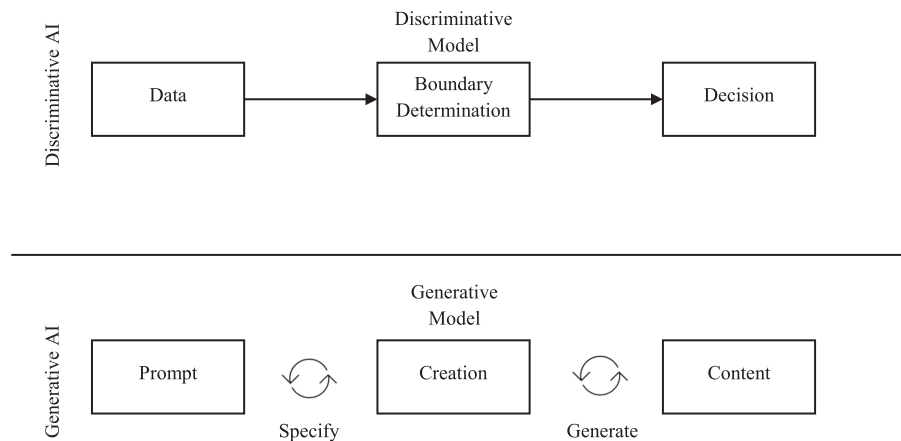 Discriminative AI
Discriminative
Model
Data
Boundary
Determination
Decision
Generative AI
Generative
Model
Prompt
Creation
Content
Specify
Generate